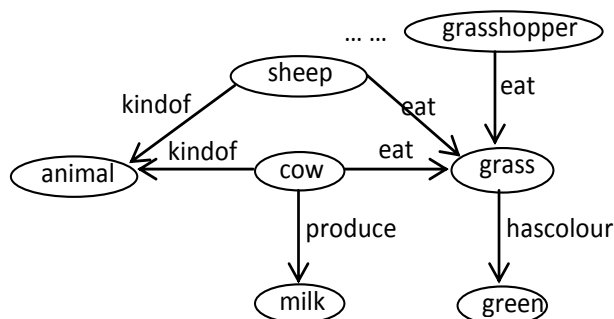 … … grasshopper
sheep
eat
kindof
eat
kindof
eat
animal
cow
grass
produce
hascolour
milk
green